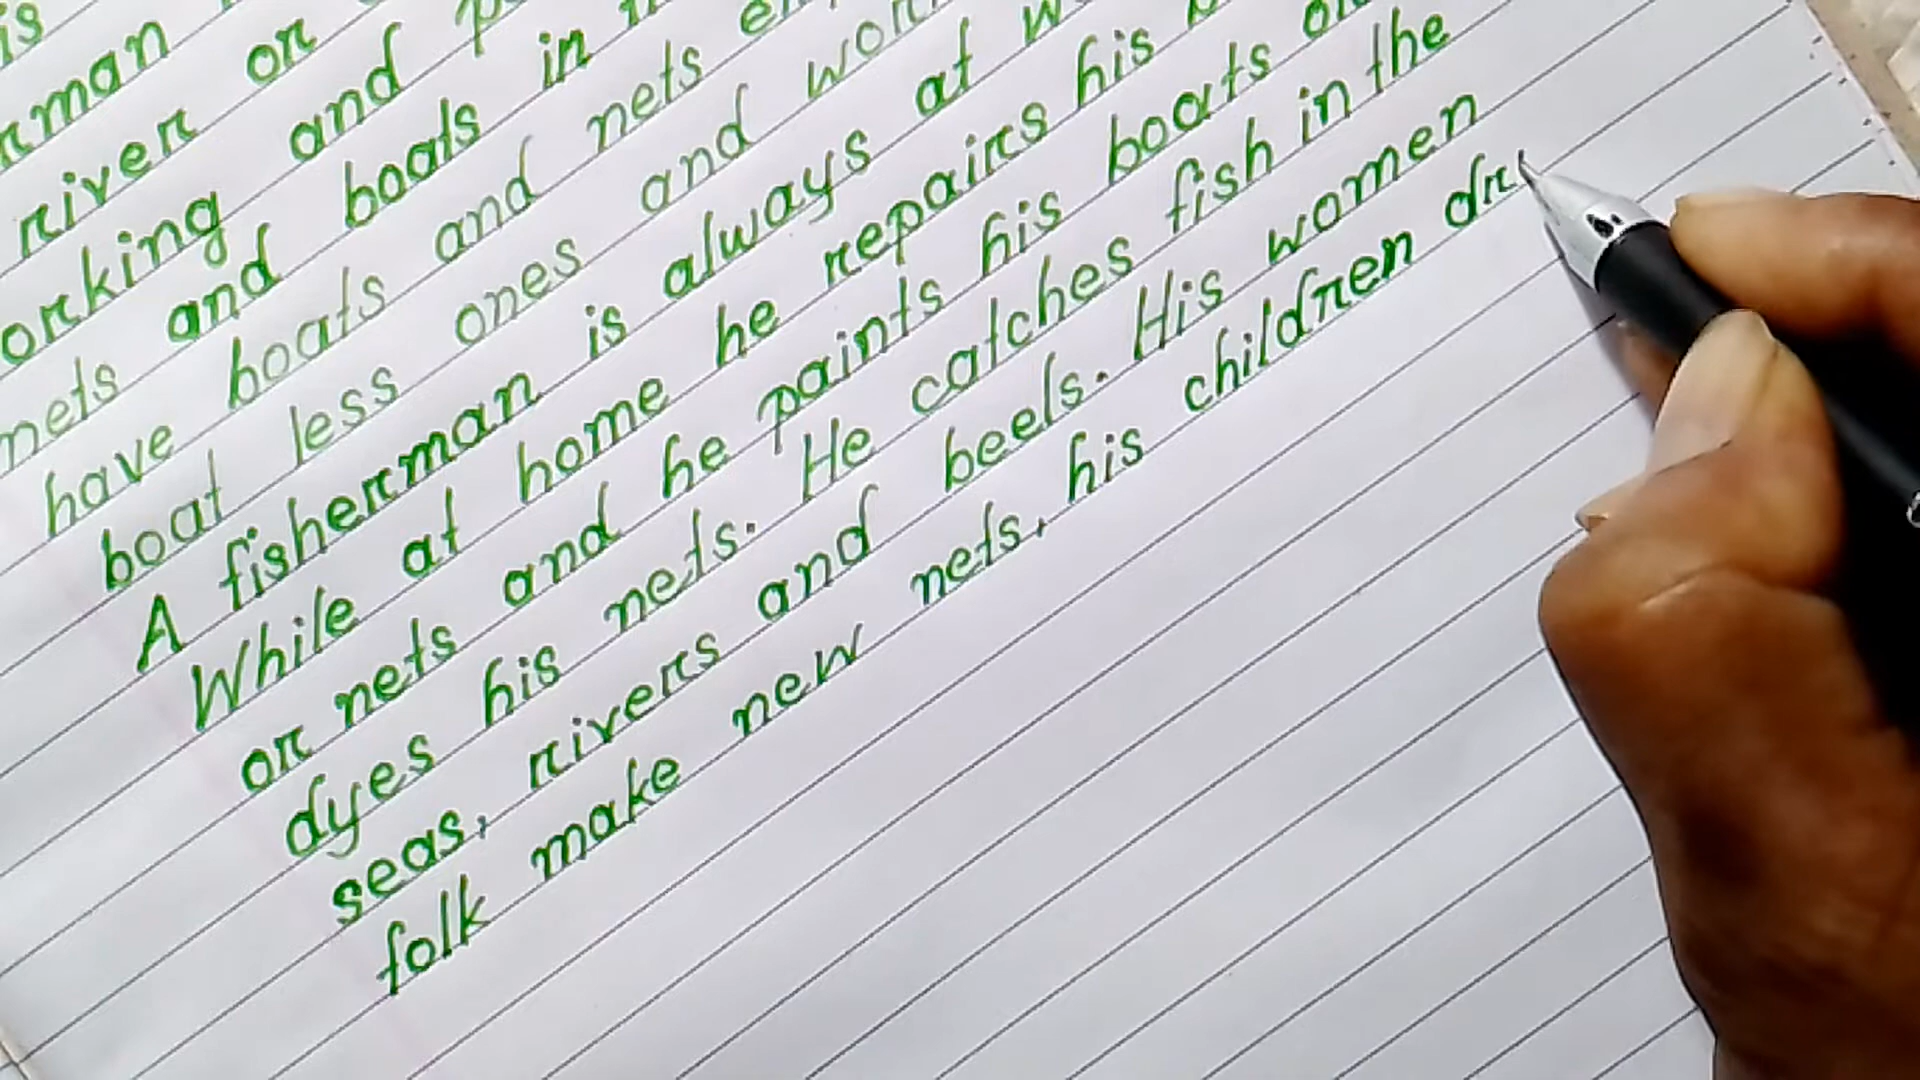 is
rman
river or
orking and
nets and boats in
have boats and nets
boat less ones and
A fisherman is always at
While at home he repairs his
or nets and he paints his boats
dyes his nets. He catches fish in the
seas, rivers and beels. His women
folk make new nets, his children dr